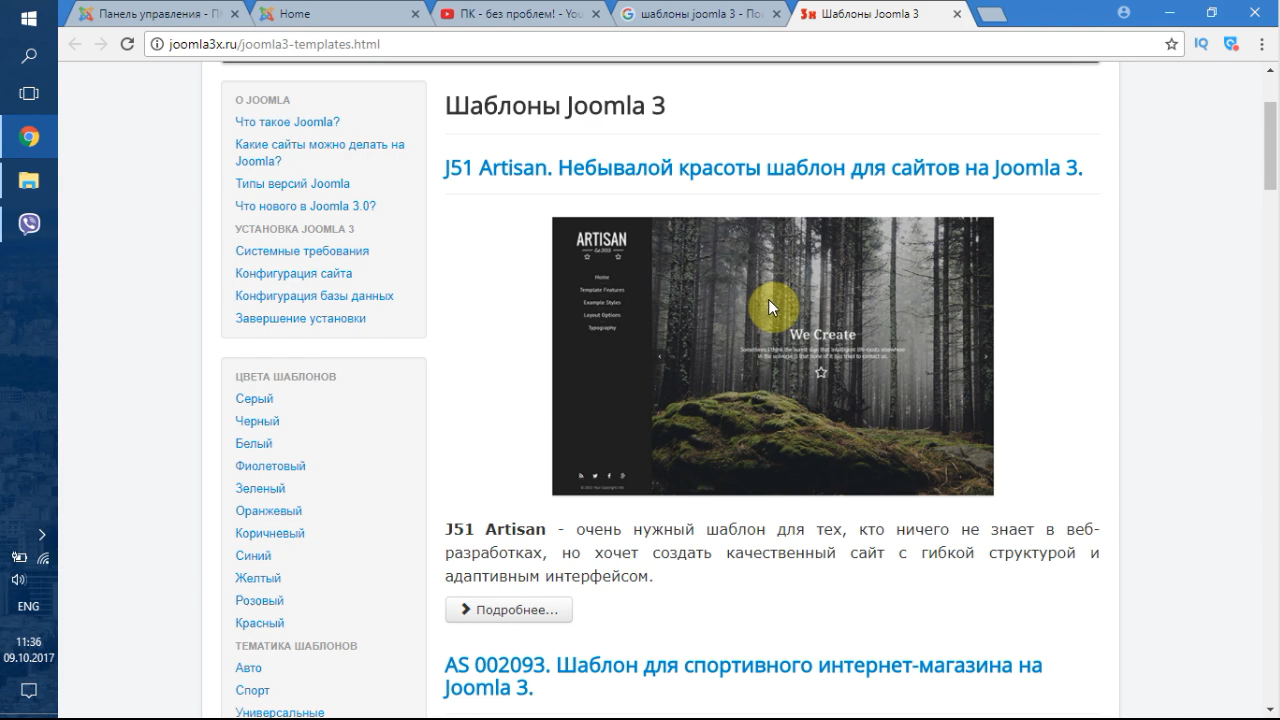 Панель управления - П
Home
ПК - без проблем! - You
шаблоны joomla 3 - По
Шаблоны Joomla 3
joomla3x.ru/joomla3-templates.html
О JOOMLA
Что такое Joomla?
Какие сайты можно делать на
Joomla?
Типы версий Joomla
Что нового в Joomla 3.0?
УСТАНОВКА JOOMLA 3
Системные требования
Конфигурация сайта
Конфигурация базы данных
Завершение установки
ЦВЕТА ШАБЛОНОВ
Серый
Черный
Белый
Фиолетовый
Зеленый
Оранжевый
Коричневый
Синий
Желтый
Розовый
Красный
ТЕМАТИКА ШАБЛОНОВ
Авто
Спорт
Универсальные
Шаблоны Joomla 3
J51 Artisan. Небывалой красоты шаблон для сайтов на Joomla 3.
ARTISAN
Home
Template Features
Example Styles
Layout Options
Typography
We Create
J51 Artisan - очень нужный шаблон для тех, кто ничего не знает в веб-
разработках, но хочет создать качественный сайт с гибкой структурой и
адаптивным интерфейсом.
Подробнее...
AS 002093. Шаблон для спортивного интернет-магазина на
Joomla 3.
ENG
11:36
09.10.2017